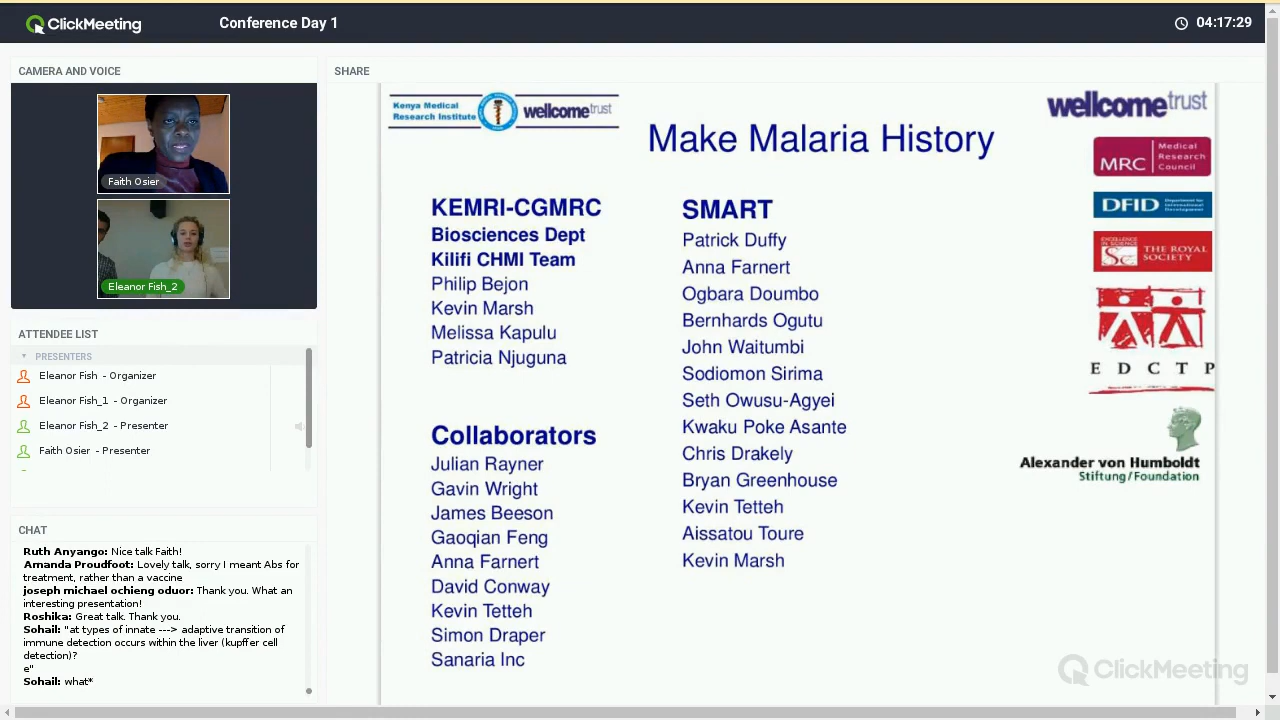 ClickMeeting
Conference Day 1
04:17:29
CAMERA AND VOICE
Faith Osier
Eleanor Fish_2
ATTENDEE LIST
PRESENTERS
Eleanor Fish - Organizer
Eleanor Fish_1 - Organizer
Eleanor Fish_2 - Presenter
Faith Osier - Presenter
CHAT
Ruth Anyango: Nice talk Faith!
Amanda Proudfoot: Lovely talk, sorry I meant Abs for
treatment, rather than a vaccine
joseph michael ochieng oduor: Thank you. What an
interesting presentation!
Roshika: Great talk. Thank you.
Sohail: "at types of innate ---> adaptive transition of
immune detection occurs within the liver (kupffer cell
detection)?
e"
Sohail: what*
SHARE
Kenya Medical
Research Institute
wellcome trust
Make Malaria History
KEMRI-CGMRC
Biosciences Dept
Kilifi CHMI Team
Philip Bejon
Kevin Marsh
Melissa Kapulu
Patricia Njuguna
Collaborators
Julian Rayner
Gavin Wright
James Beeson
Gaoqian Feng
Anna Farnert
David Conway
Kevin Tetteh
Simon Draper
Sanaria Inc
SMART
Patrick Duffy
Anna Farnert
Ogbara Doumbo
Bernhards Ogutu
John Waitumbi
Sodiomon Sirima
Seth Owusu-Agyei
Kwaku Poke Asante
Chris Drakely
Bryan Greenhouse
Kevin Tetteh
Aissatou Toure
Kevin Marsh
wellcome trust
MRC
Medical
Research
Council
DFID
Department for
International
Development
EXCELLENCE
IN SCIENCE
THE ROYAL
SOCIETY
EDCTP
Alexander von Humboldt
Stiftung/Foundation
ClickMeeting